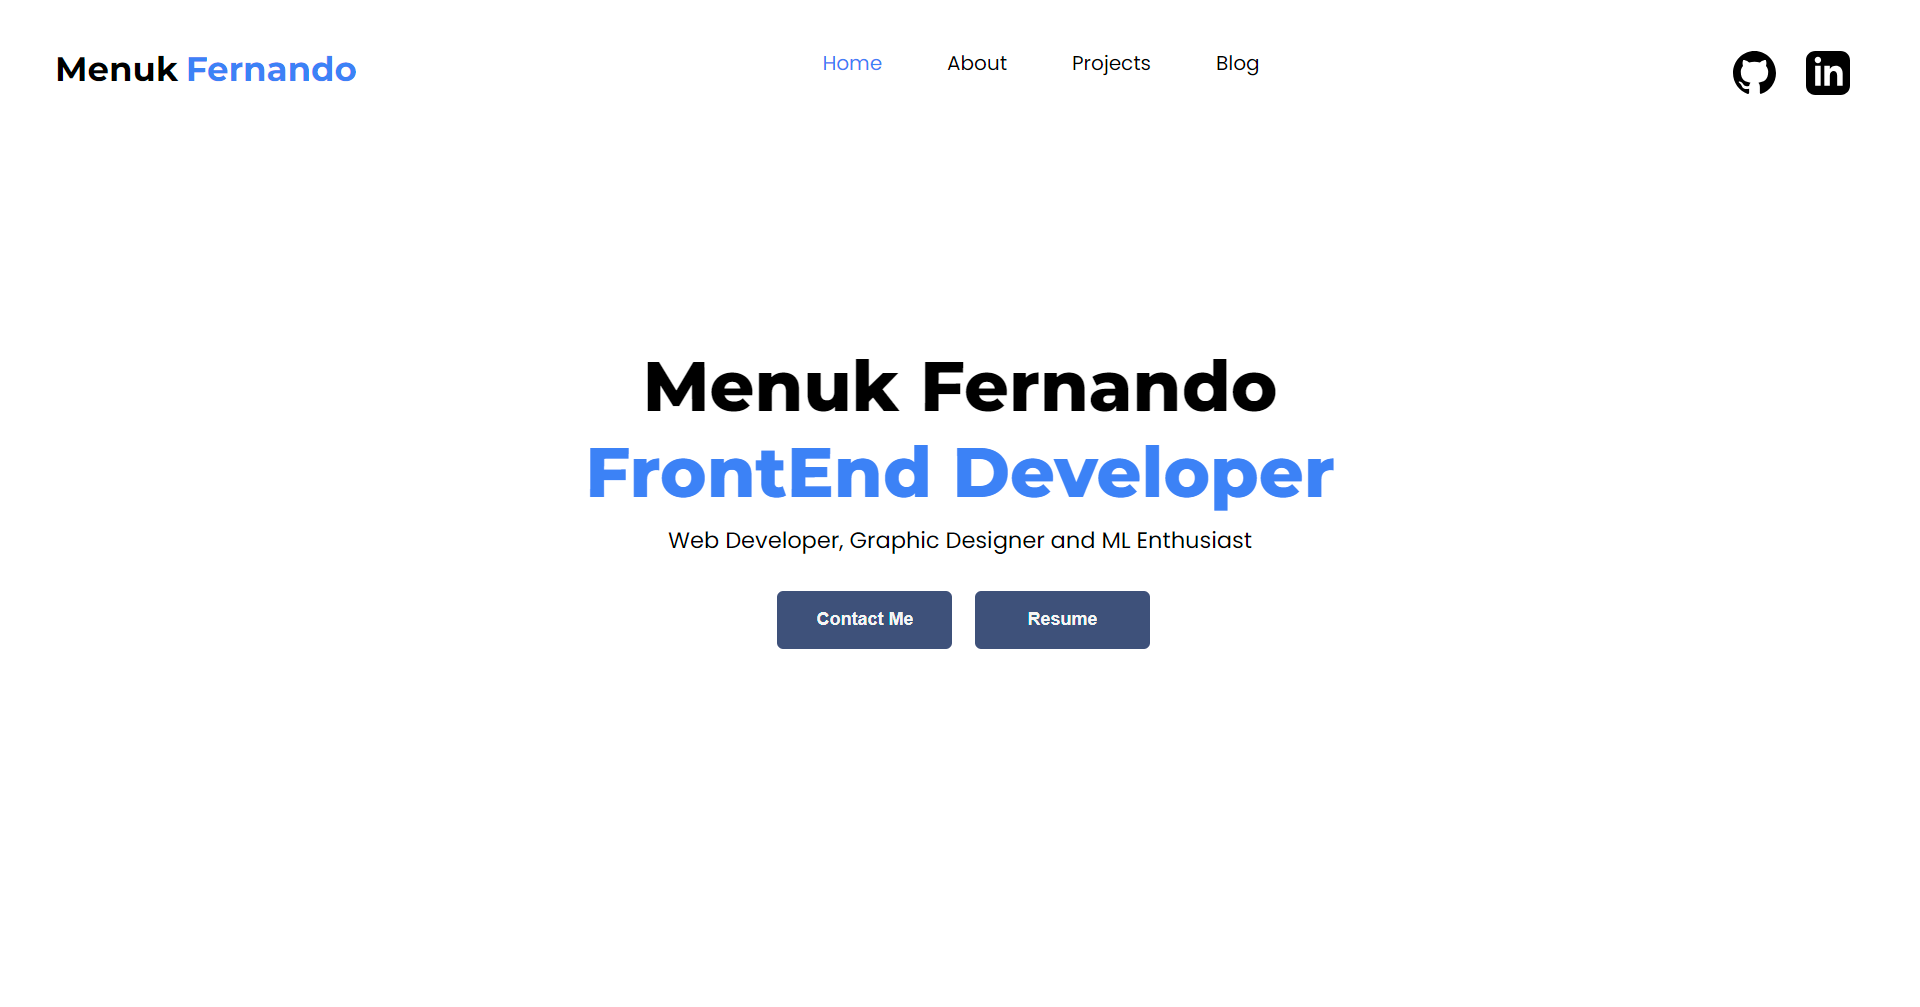 Menuk Fernando
Home About Projects Blog
in
Menuk Fernando
FrontEnd Developer
Web Developer, Graphic Designer and ML Enthusiast
Contact Me Resume